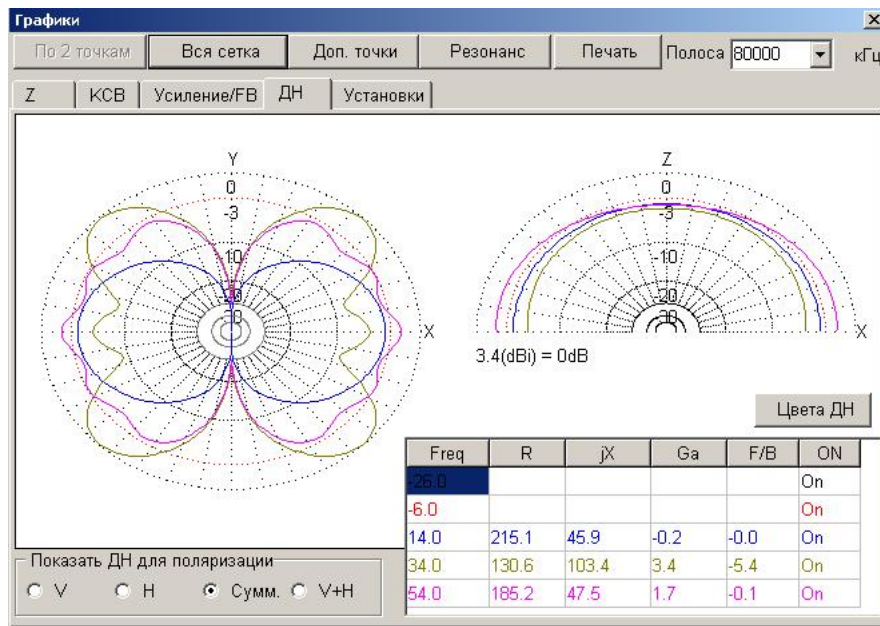 Графики
По 2 точкам Вся сетка Доп. точки Резонанс Печать Полоса 80000 кГц
Z КСВ Усиление/FB ДН Установки
Y Z
0 0
-3 -3
-10 -10
20 20
30 30
X X
3.4(dBi) = 0dB
Цвета ДН
Freq R jX Ga F/B ON
-26.0 On
-6.0 On
14.0 215.1 45.9 -0.2 -0.0 On
34.0 130.6 103.4 3.4 -5.4 On
54.0 185.2 47.5 1.7 -0.1 On
Показать ДН для поляризации
V H Сумм. V+H